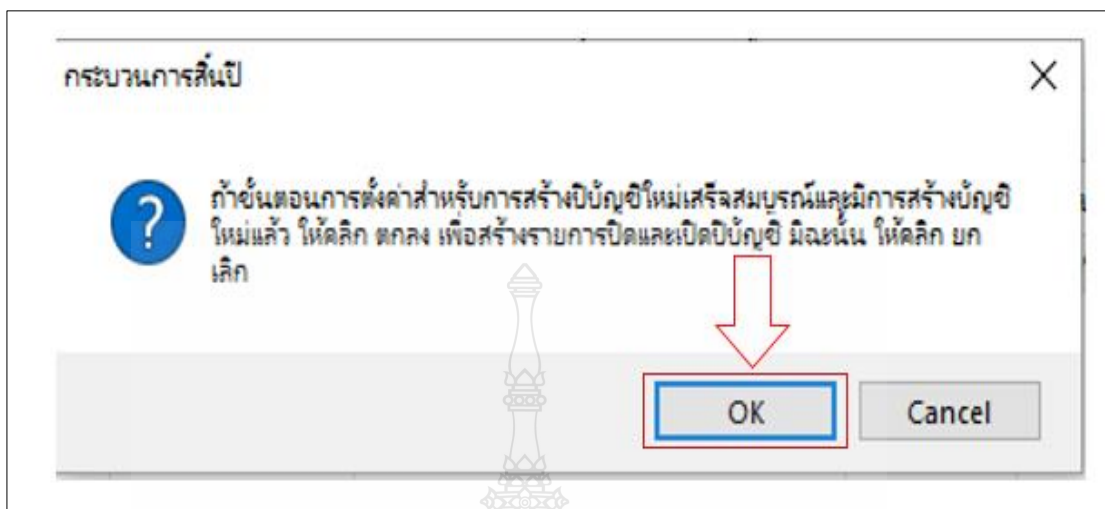 กระบวนการสิ้นปี
ถ้าขั้นตอนการตั้งค่าสำหรับการสร้างปีบัญชีใหม่เสร็จสมบูรณ์และมีการสร้างบัญชี
ใหม่แล้ว ให้คลิก ตกลง เพื่อสร้างรายการปิดและเปิดปีบัญชี มิฉะนั้น ให้คลิก ยก
เลิก
OK
Cancel